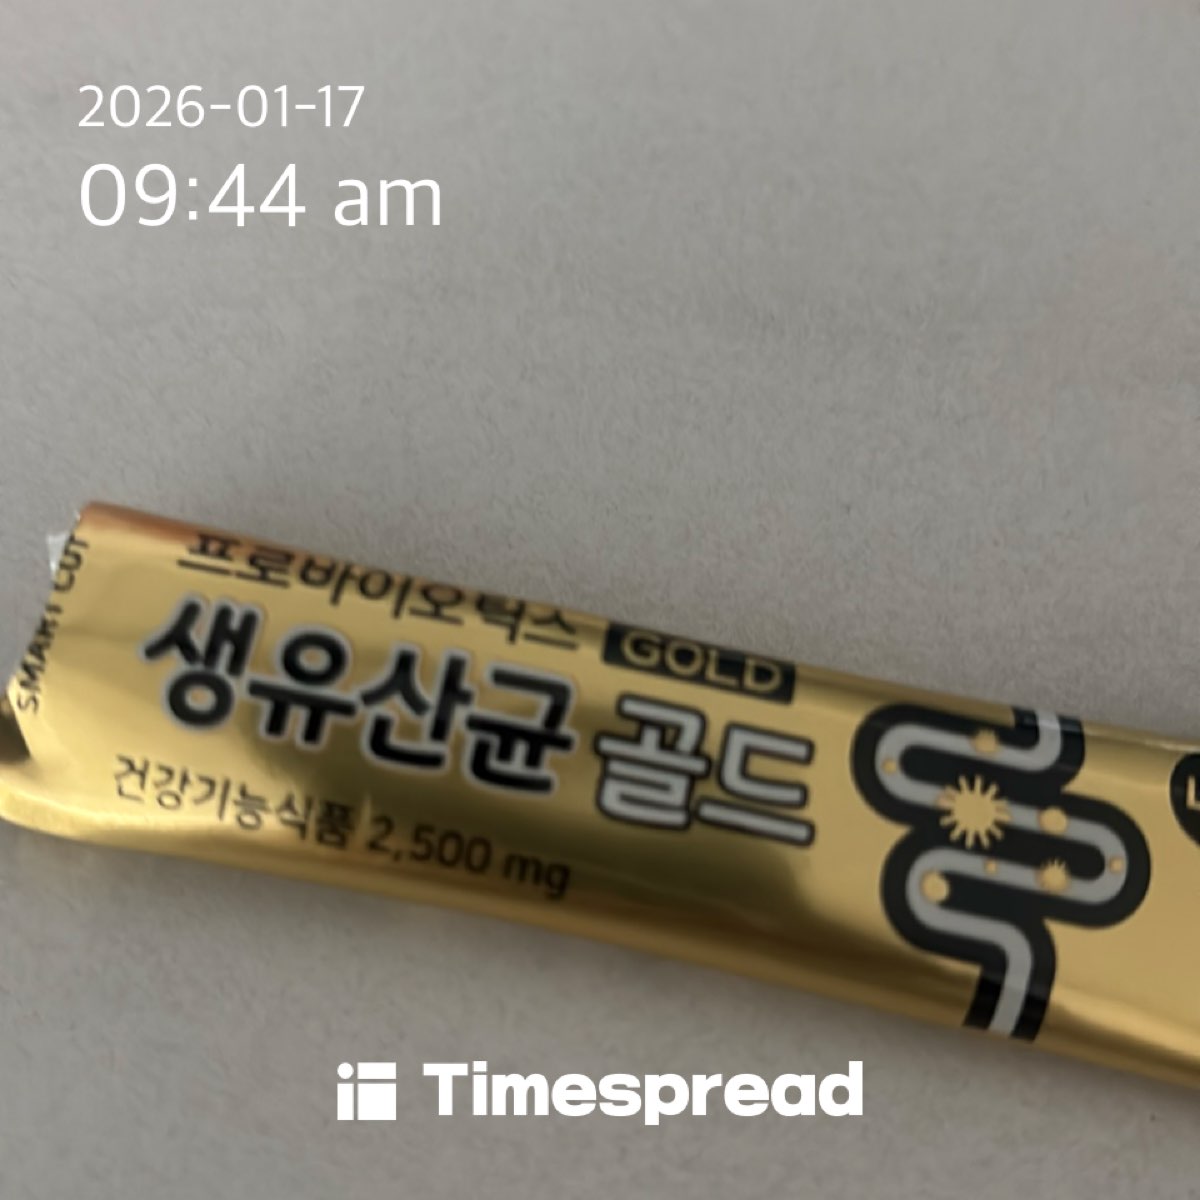 2026-01-17
09:44 am
SMART CUT
프로바이오틱스
GOLD
생유산균 골드
건강기능식품 2,500 mg
Timespread